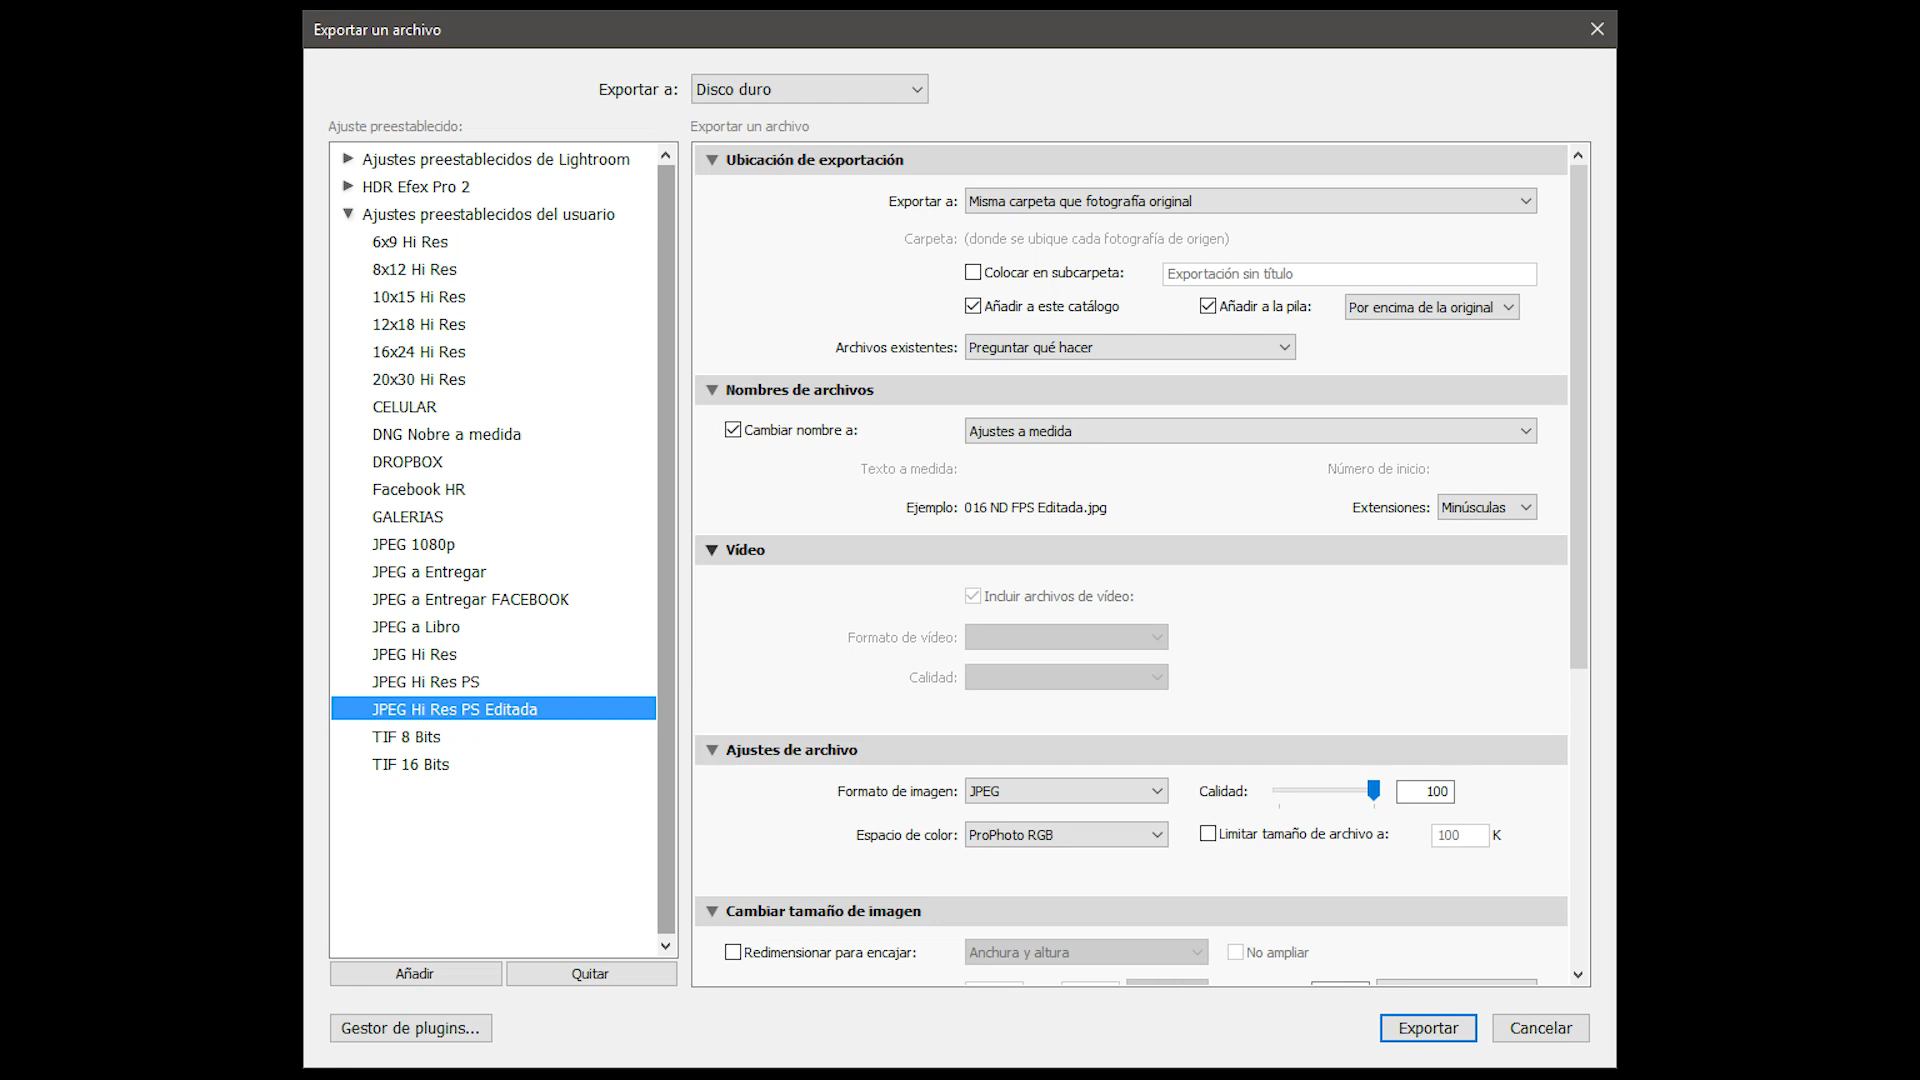 Exportar un archivo
Exportar a: Disco duro
Ajuste preestablecido:
Exportar un archivo
Ajustes preestablecidos de Lightroom
HDR Efex Pro 2
Ajustes preestablecidos del usuario
6x9 Hi Res
8x12 Hi Res
10x15 Hi Res
12x18 Hi Res
16x24 Hi Res
20x30 Hi Res
CELULAR
DNG Nobre a medida
DROPBOX
Facebook HR
GALERIAS
JPEG 1080p
JPEG a Entregar
JPEG a Entregar FACEBOOK
JPEG a Libro
JPEG Hi Res
JPEG Hi Res PS
JPEG Hi Res PS Editada
TIF 8 Bits
TIF 16 Bits
Añadir
Quitar
Ubicación de exportación
Exportar a: Misma carpeta que fotografía original
Carpeta: (donde se ubique cada fotografía de origen)
Colocar en subcarpeta: Exportación sin título
Añadir a este catálogo Añadir a la pila: Por encima de la original
Archivos existentes: Preguntar qué hacer
Nombres de archivos
Cambiar nombre a: Ajustes a medida
Texto a medida: Número de inicio:
Ejemplo: 016 ND FPS Editada.jpg Extensiones: Minúsculas
Vídeo
Incluir archivos de vídeo:
Formato de vídeo:
Calidad:
Ajustes de archivo
Formato de imagen: JPEG Calidad: 100
Espacio de color: ProPhoto RGB Limitar tamaño de archivo a: 100 K
Cambiar tamaño de imagen
Redimensionar para encajar: Anchura y altura No ampliar
Gestor de plugins...
Exportar
Cancelar